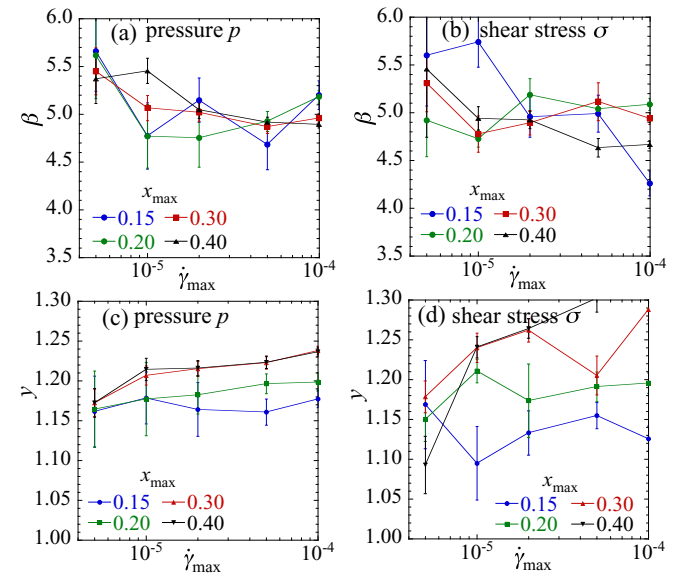 (a) pressure p
(b) shear stress σ
6.0
5.5
5.0
4.5
4.0
3.5
β
x_max
0.15 0.30
0.20 0.40
10⁻⁵ 10⁻⁴
γ̇_max
6.0
5.5
5.0
4.5
4.0
3.5
β
x_max
0.15 0.30
0.20 0.40
10⁻⁵ 10⁻⁴
γ̇_max
(c) pressure p
(d) shear stress σ
1.30
1.25
1.20
1.15
1.10
1.05
1.00
y
x_max
0.15 0.30
0.20 0.40
10⁻⁵ 10⁻⁴
γ̇_max
1.30
1.25
1.20
1.15
1.10
1.05
1.00
y
x_max
0.15 0.30
0.20 0.40
10⁻⁵ 10⁻⁴
γ̇_max